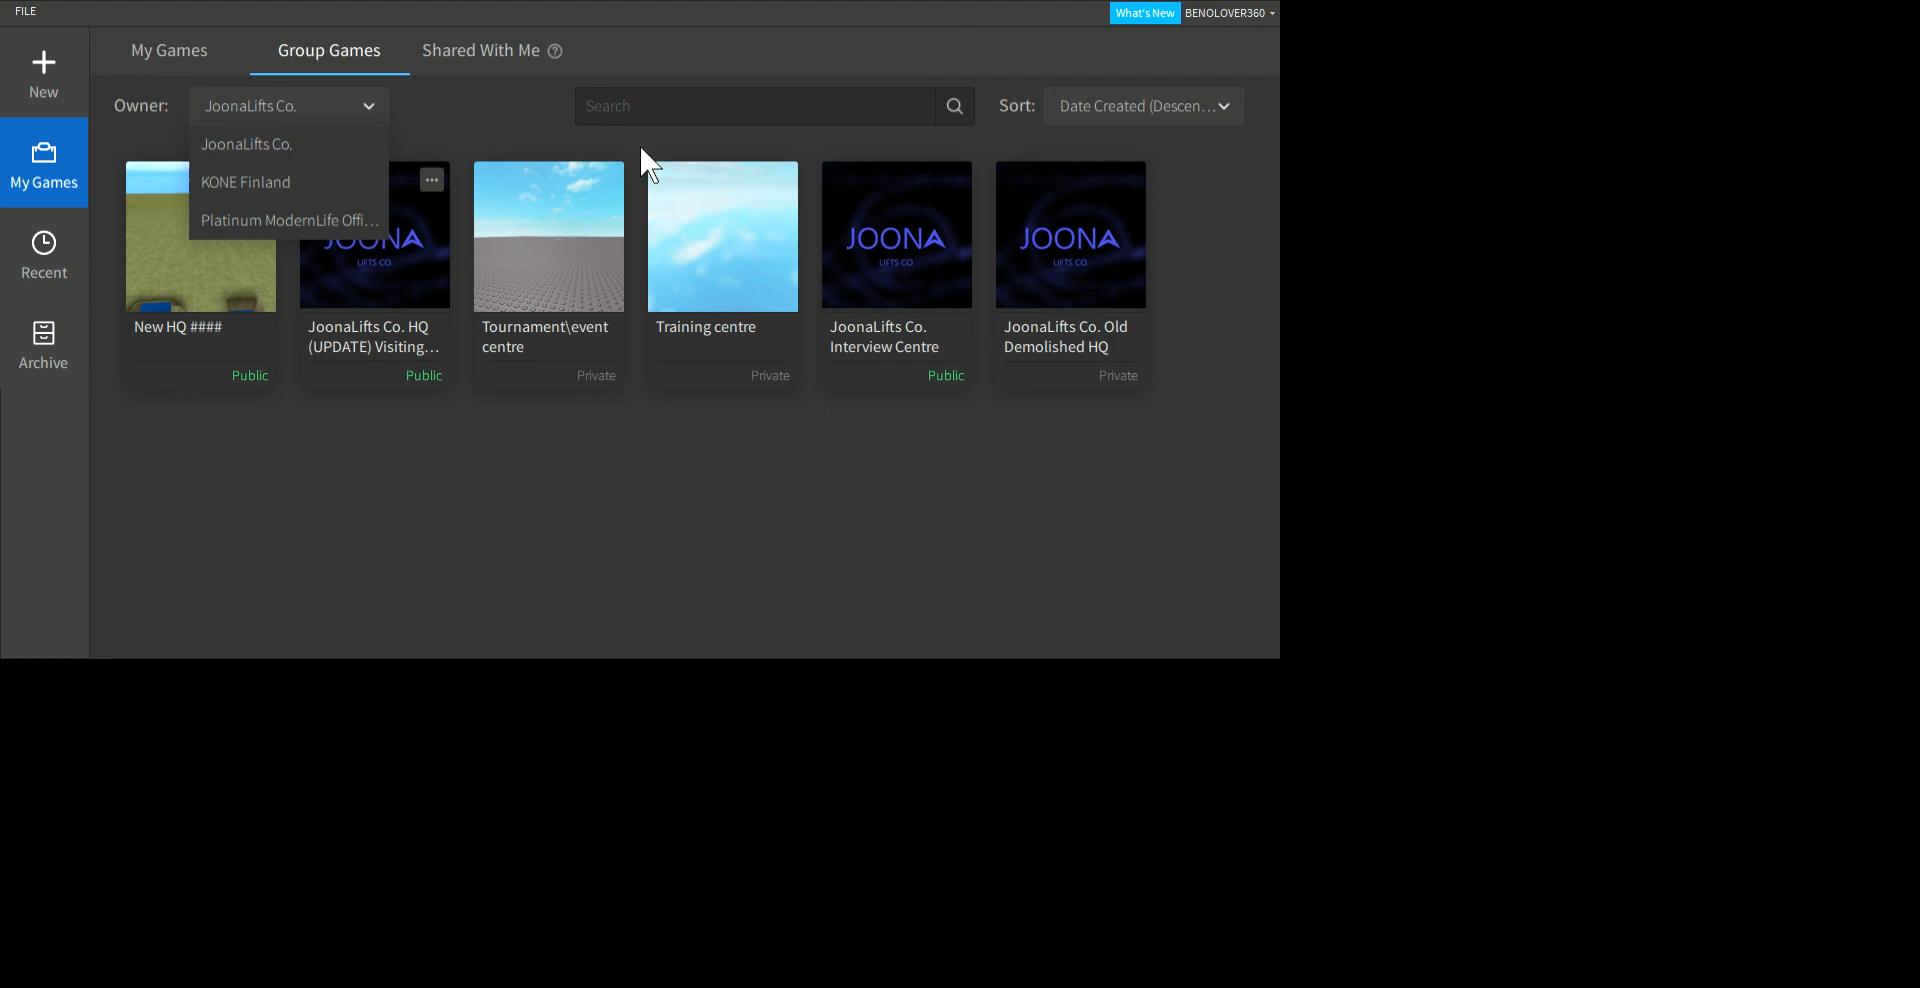 FILE
What's New
BENOLOVER360
My Games
Group Games
Shared With Me
New
Owner:
JoonaLifts Co.
Search
Sort:
Date Created (Descen...
JoonaLifts Co.
KONE Finland
Platinum ModernLife Offi...
My Games
Recent
Archive
JOONA
LIFTS CO.
JOONA
LIFTS CO.
JOONA
LIFTS CO.
New HQ ####
Public
JoonaLifts Co. HQ
(UPDATE) Visiting...
Public
Tournament\event
centre
Private
Training centre
Private
JoonaLifts Co.
Interview Centre
Public
JoonaLifts Co. Old
Demolished HQ
Private